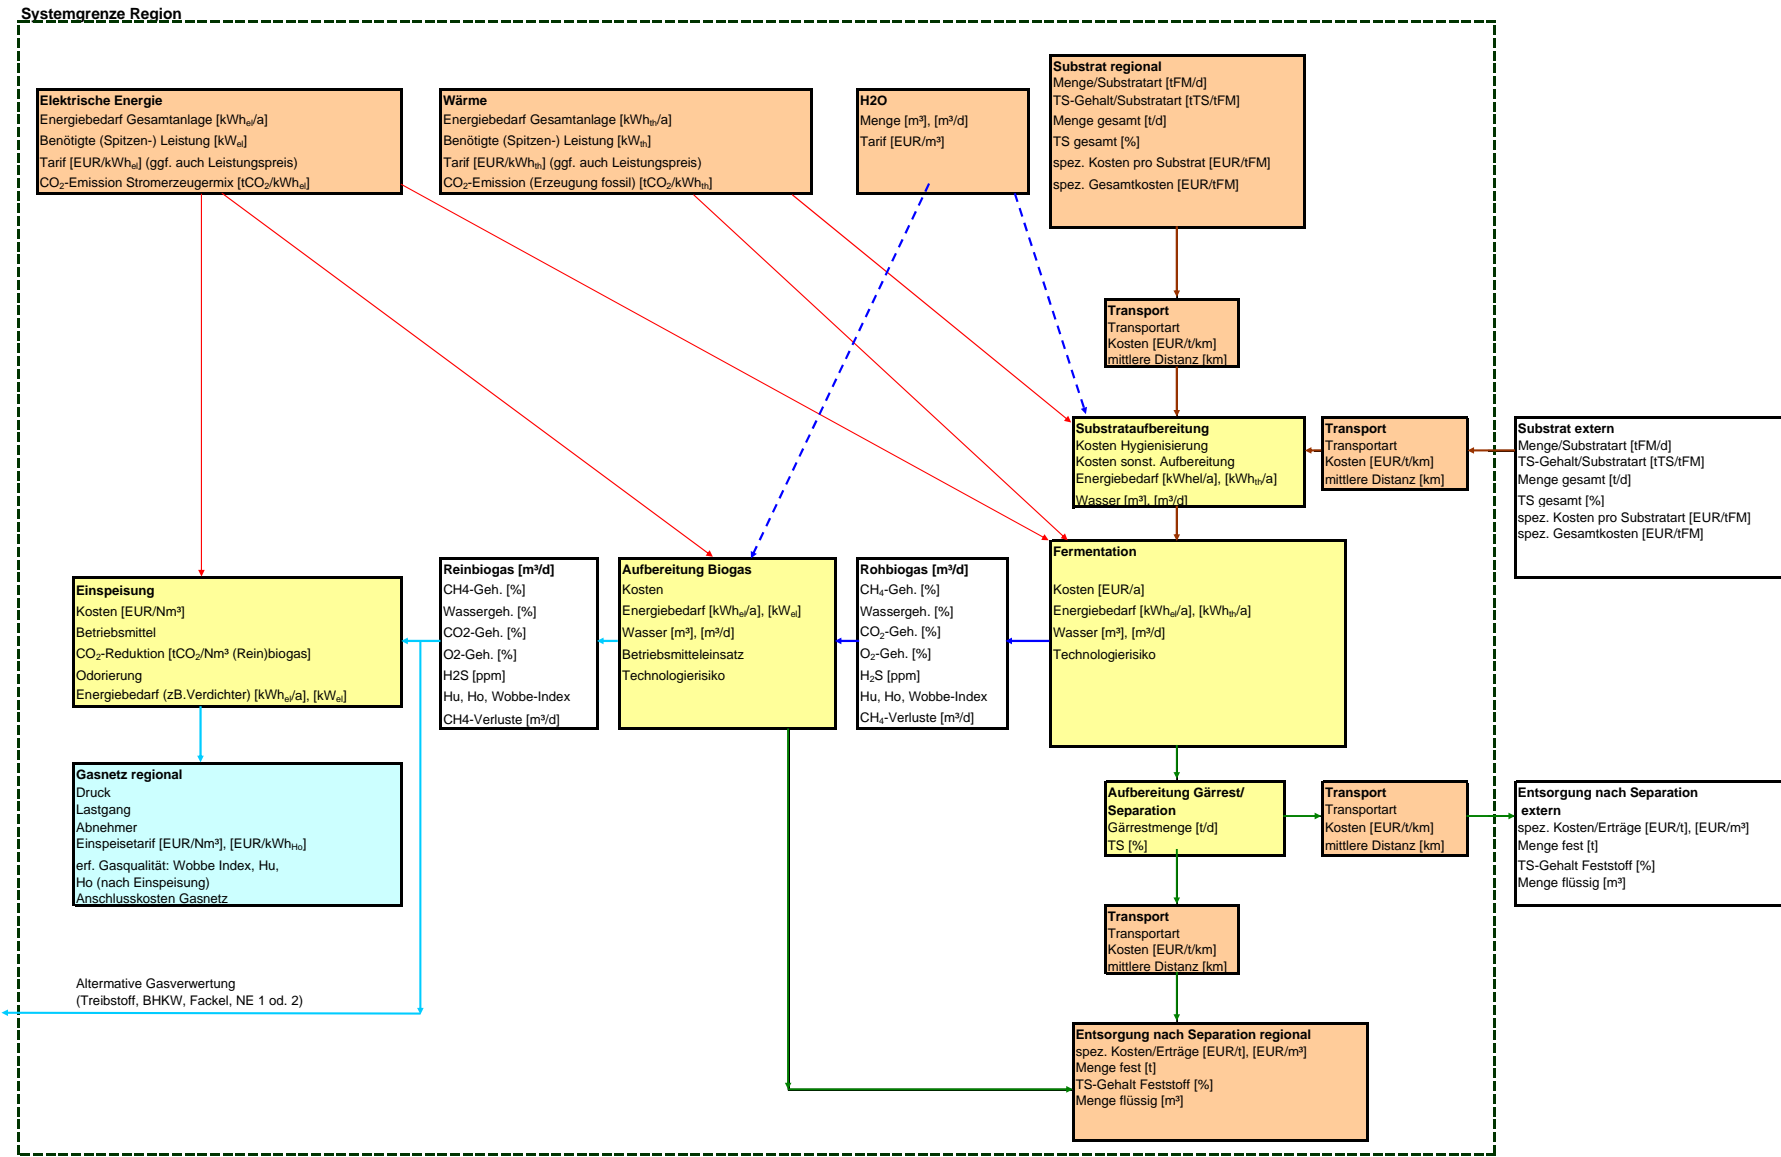 Systemgrenze Region
Elektrische Energie
Energiebedarf Gesamtanlage [kWhel/a]
Benötigte (Spitzen-) Leistung [kWel]
Tarif [EUR/kWhel] (ggf. auch Leistungspreis)
CO2-Emission Stromerzeugermix [tCO2/kWhel]
Wärme
Energiebedarf Gesamtanlage [kWhth/a]
Benötigte (Spitzen-) Leistung [kWth]
Tarif [EUR/kWhth] (ggf. auch Leistungspreis)
CO2-Emission (Erzeugung fossil) [tCO2/kWhth]
H2O
Menge [m³], [m³/d]
Tarif [EUR/m³]
Substrat regional
Menge/Substratart [tFM/d]
TS-Gehalt/Substratart [tTS/tFM]
Menge gesamt [t/d]
TS gesamt [%]
spez. Kosten pro Substrat [EUR/tFM]
spez. Gesamtkosten [EUR/tFM]
Transport
Transportart
Kosten [EUR/t/km]
mittlere Distanz [km]
Substrataufbereitung
Kosten Hygienisierung
Kosten sonst. Aufbereitung
Energiebedarf [kWhel/a], [kWhth/a]
Wasser [m³], [m³/d]
Transport
Transportart
Kosten [EUR/t/km]
mittlere Distanz [km]
Substrat extern
Menge/Substratart [tFM/d]
TS-Gehalt/Substratart [tTS/tFM]
Menge gesamt [t/d]
TS gesamt [%]
spez. Kosten pro Substratart [EUR/tFM]
spez. Gesamtkosten [EUR/tFM]
Einspeisung
Kosten [EUR/Nm³]
Betriebsmittel
CO2-Reduktion [tCO2/Nm³ (Rein)biogas]
Odorierung
Energiebedarf (zB.Verdichter) [kWhel/a], [kWel]
Reinbiogas [m³/d]
CH4-Geh. [%]
Wassergeh. [%]
CO2-Geh. [%]
O2-Geh. [%]
H2S [ppm]
Hu, Ho, Wobbe-Index
CH4-Verluste [m³/d]
Aufbereitung Biogas
Kosten
Energiebedarf [kWhel/a], [kWel]
Wasser [m³], [m³/d]
Betriebsmitteleinsatz
Technologierisiko
Rohbiogas [m³/d]
CH4-Geh. [%]
Wassergeh. [%]
CO2-Geh. [%]
O2-Geh. [%]
H2S [ppm]
Hu, Ho, Wobbe-Index
CH4-Verluste [m³/d]
Fermentation
Kosten [EUR/a]
Energiebedarf [kWhel/a], [kWhth/a]
Wasser [m³], [m³/d]
Technologierisiko
Gasnetz regional
Druck
Lastgang
Abnehmer
Einspeisetarif [EUR/Nm³], [EUR/kWhHo]
erf. Gasqualität: Wobbe Index, Hu,
Ho (nach Einspeisung)
Anschlusskosten Gasnetz
Aufbereitung Gärrest/
Separation
Gärrestmenge [t/d]
TS [%]
Transport
Transportart
Kosten [EUR/t/km]
mittlere Distanz [km]
Entsorgung nach Separation
extern
spez. Kosten/Erträge [EUR/t], [EUR/m³]
Menge fest [t]
TS-Gehalt Feststoff [%]
Menge flüssig [m³]
Transport
Transportart
Kosten [EUR/t/km]
mittlere Distanz [km]
Alternative Gasverwertung
(Treibstoff, BHKW, Fackel, NE 1 od. 2)
Entsorgung nach Separation regional
spez. Kosten/Erträge [EUR/t], [EUR/m³]
Menge fest [t]
TS-Gehalt Feststoff [%]
Menge flüssig [m³]